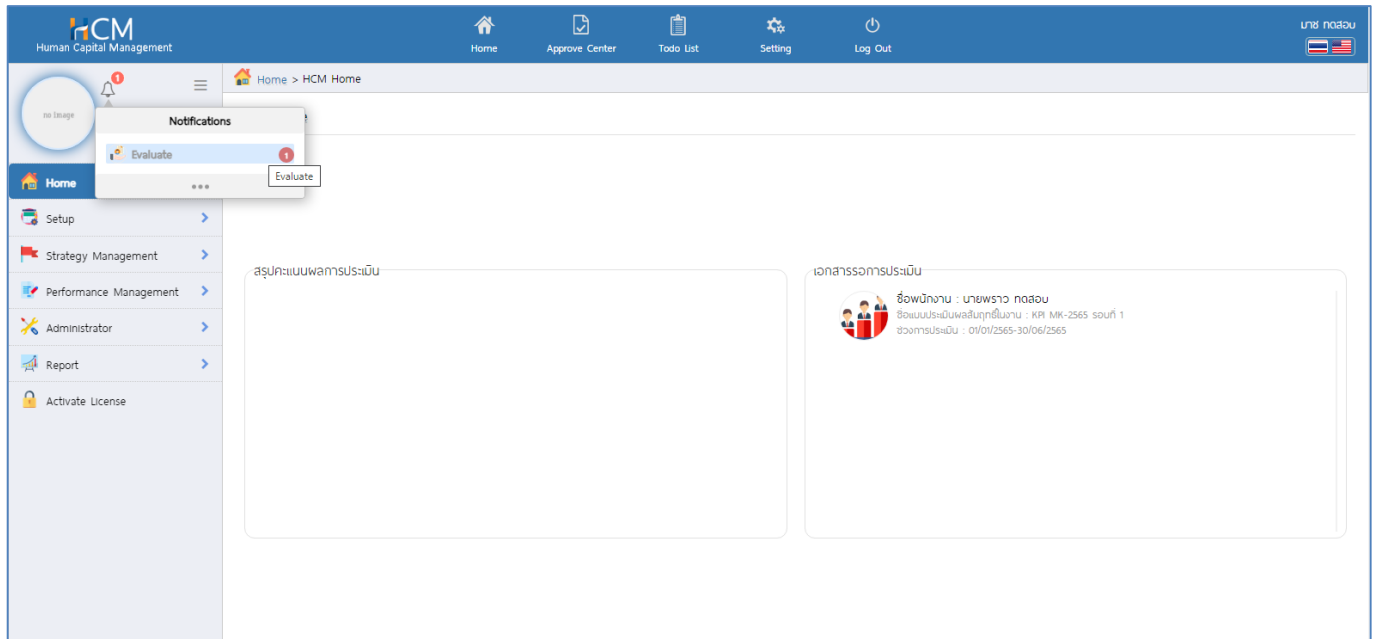 HCM
Human Capital Management
Home
Approve Center
Todo List
Setting
Log Out
มาช ทดสอบ
no image
1
Home > HCM Home
Notifications
Evaluate 1
Evaluate
Home
Setup
Strategy Management
Performance Management
Administrator
Report
Activate License
สรุปคะแนนผลการประเมิน
เอกสารรอการประเมิน
ชื่อพนักงาน : นายพราว ทดสอบ
ชื่อแบบประเมินผลสัมฤทธิ์ในงาน : KPI MK-2565 รอบที่ 1
ช่วงการประเมิน : 01/01/2565-30/06/2565